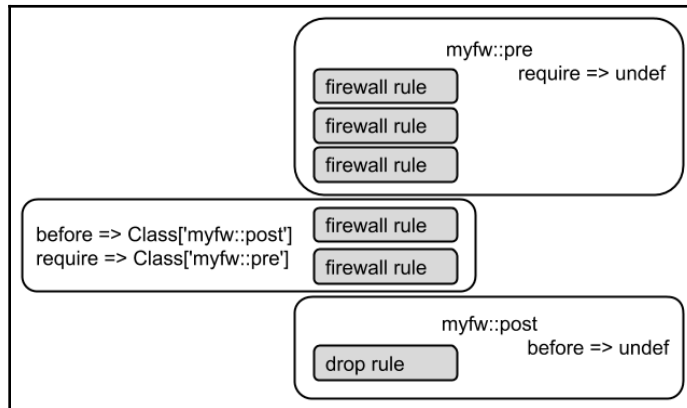 myfw::pre
require => undef
firewall rule
firewall rule
firewall rule
before => Class['myfw::post']
require => Class['myfw::pre']
firewall rule
firewall rule
myfw::post
before => undef
drop rule